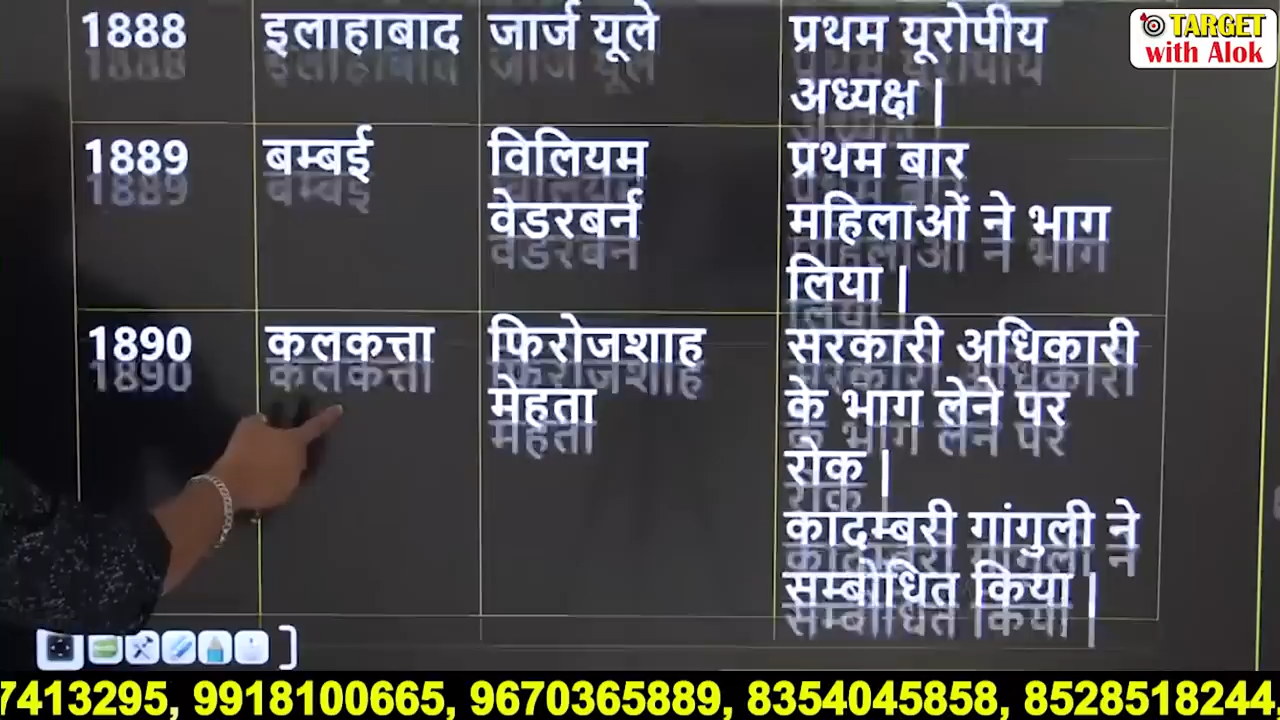 TARGET
with Alok
1888 इलाहाबाद जार्ज यूले प्रथम यूरोपीय
अध्यक्ष |
1889 बम्बई विलियम प्रथम बार
वेडरबर्न महिलाओं ने भाग
लिया |
1890 कलकत्ता फिरोजशाह सरकारी अधिकारी
मेहता के भाग लेने पर
रोक |
कादम्बरी गांगुली ने
सम्बोधित किया |
7413295, 9918100665, 9670365889, 8354045858, 8528518244